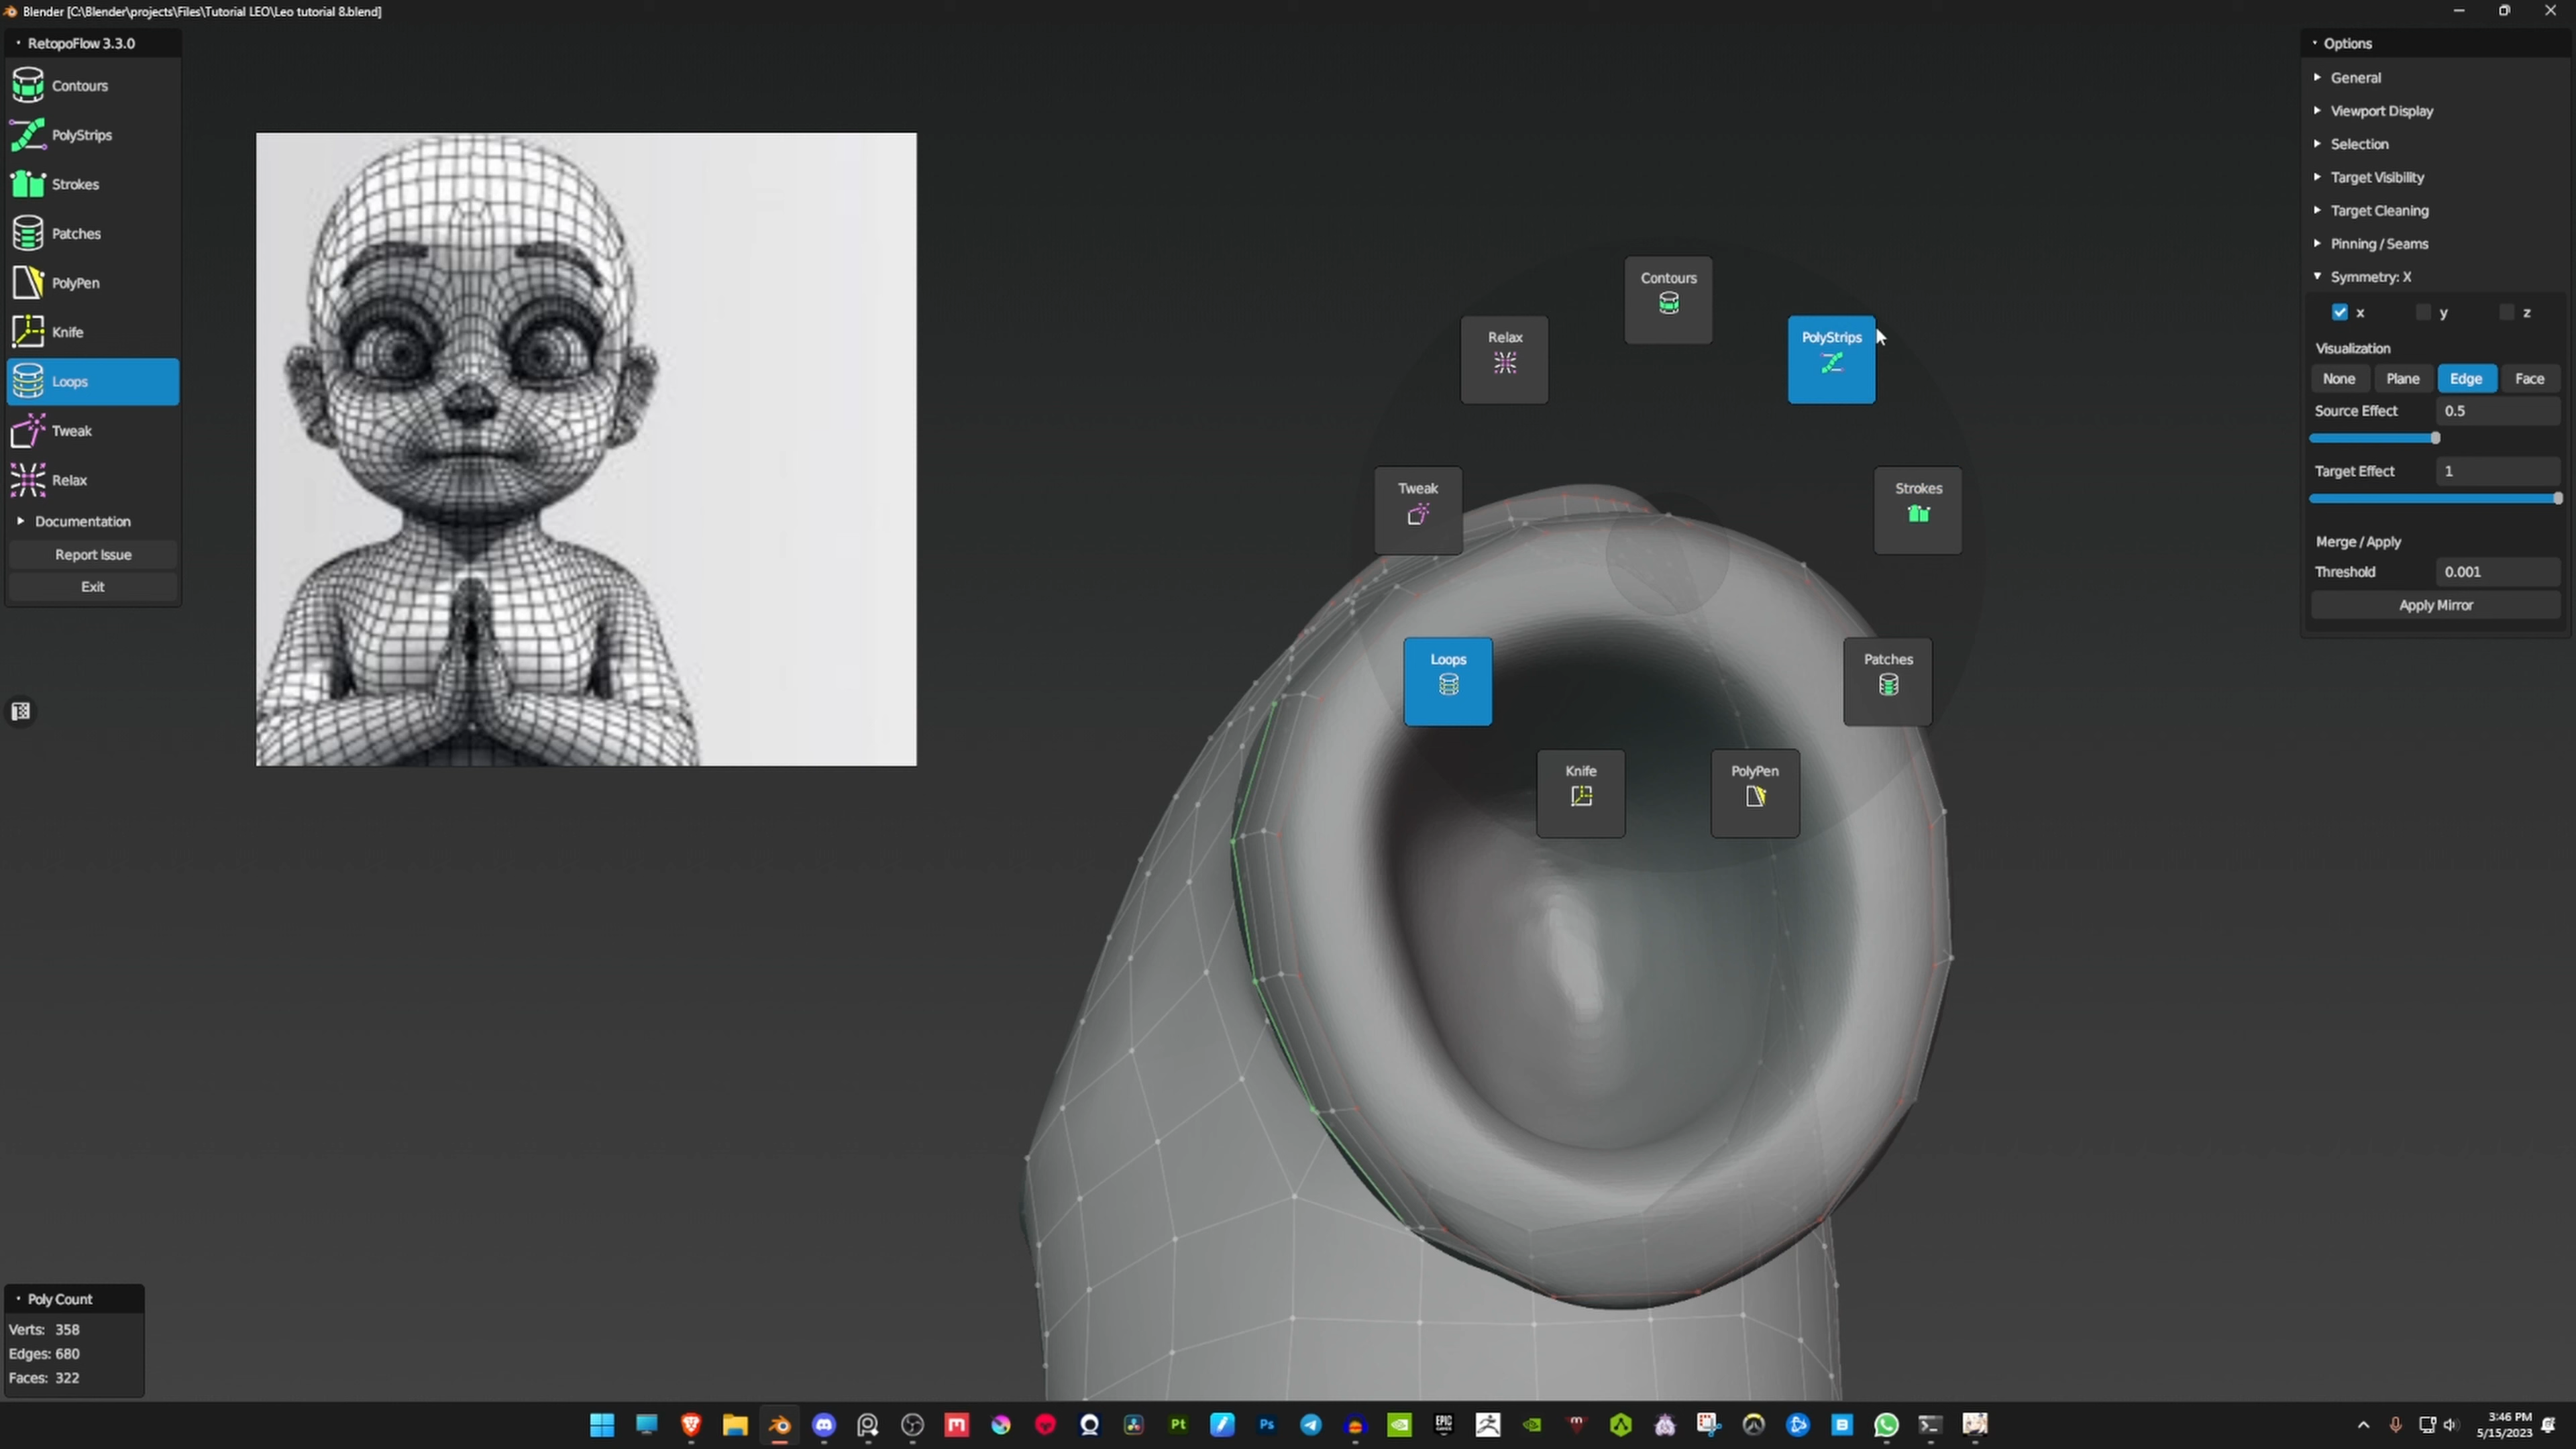 Blender [C:\Blender\projects\Files\Tutorial LEO\Leo tutorial 8.blend]
RetopoFlow 3.3.0
Contours
PolyStrips
Strokes
Patches
PolyPen
Knife
Loops
Tweak
Relax
Documentation
Report Issue
Exit
Contours
Relax
PolyStrips
Tweak
Strokes
Loops
Patches
Knife
PolyPen
Options
General
Viewport Display
Selection
Target Visibility
Target Cleaning
Pinning / Seams
Symmetry: X
x y z
Visualization
None Plane Edge Face
Source Effect 0.5
Target Effect 1
Merge / Apply
Threshold 0.001
Apply Mirror
Poly Count
Verts: 358
Edges: 680
Faces: 322
Pt
Ps
EPIC
B
3:46 PM
5/15/2023